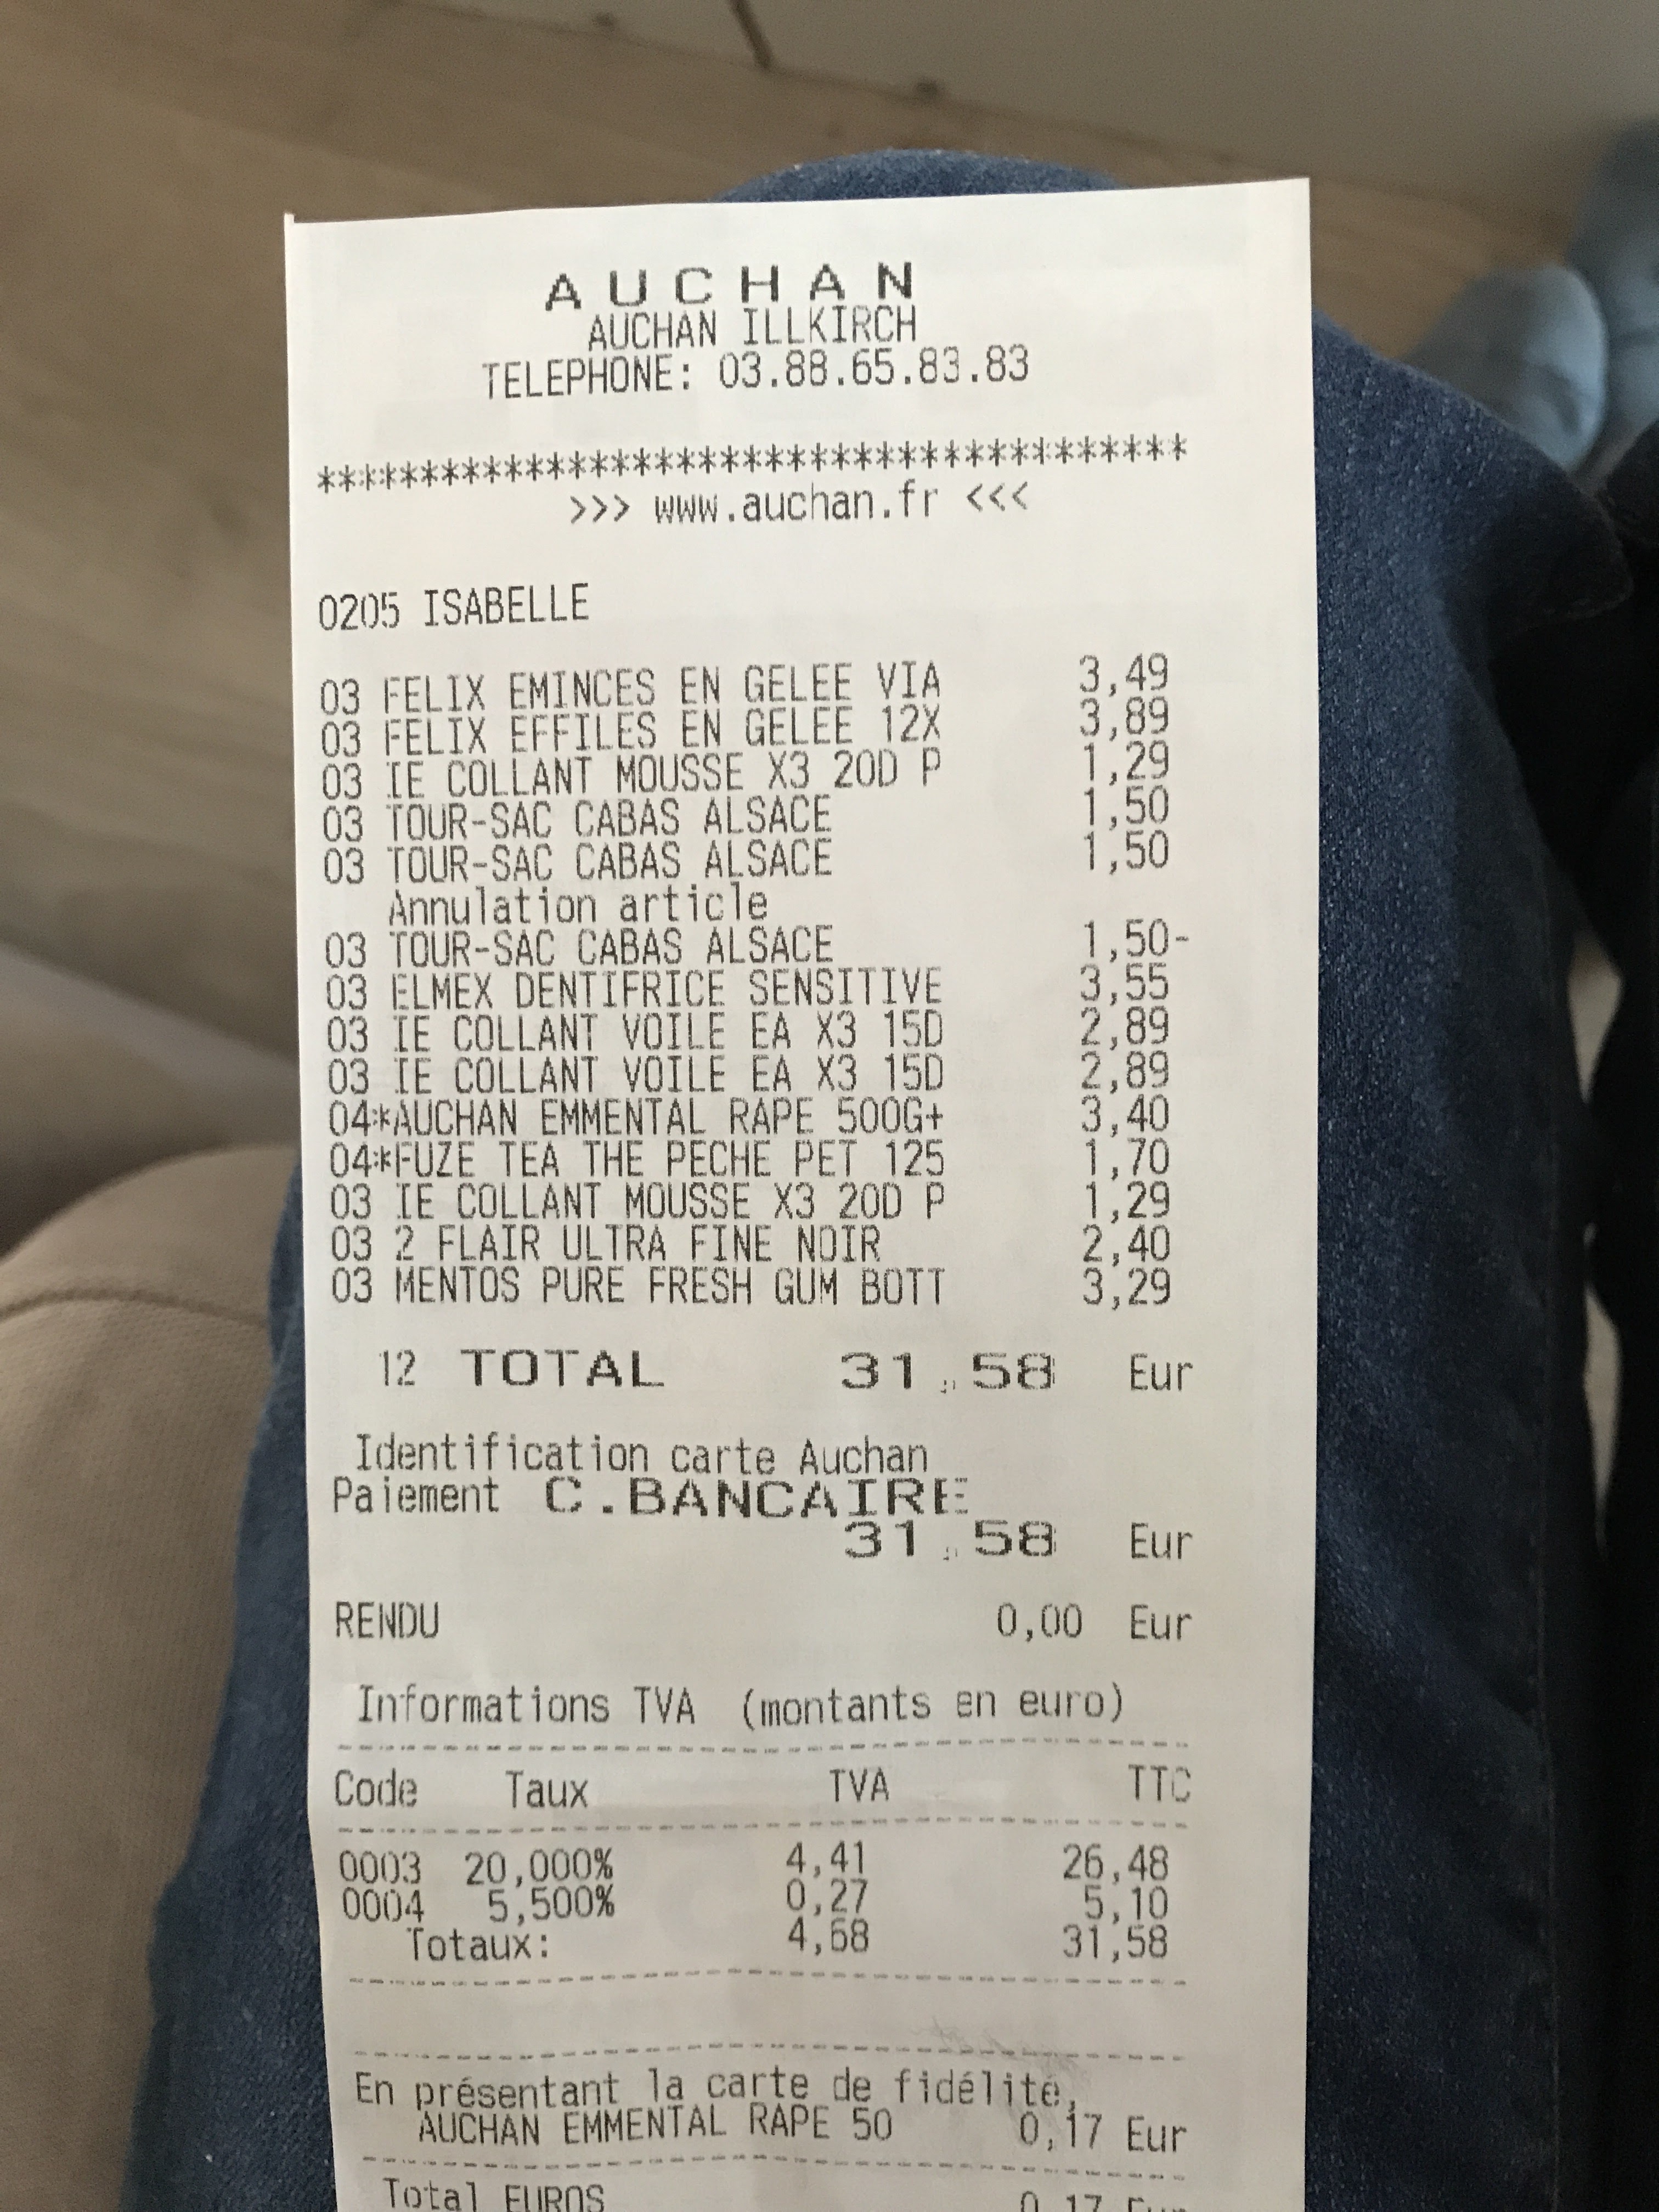 AUCHAN
AUCHAN ILLKIRCH
TELEPHONE: 03.88.65.83.83
*****************************************
>>> www.auchan.fr <<<
0205 ISABELLE
03 FELIX EMINCES EN GELEE VIA 3,49
03 FELIX EFFILES EN GELEE 12X 3,89
03 IE COLLANT MOUSSE X3 20D P 1,29
03 TOUR-SAC CABAS ALSACE 1,50
03 TOUR-SAC CABAS ALSACE 1,50
Annulation article
03 TOUR-SAC CABAS ALSACE 1,50-
03 ELMEX DENTIFRICE SENSITIVE 3,55
03 IE COLLANT VOILE EA X3 15D 2,89
03 IE COLLANT VOILE EA X3 15D 2,89
04*AUCHAN EMMENTAL RAPE 500G+ 3,40
04*FUZE TEA THE PECHE PET 125 1,70
03 IE COLLANT MOUSSE X3 20D P 1,29
03 2 FLAIR ULTRA FINE NOIR 2,40
03 MENTOS PURE FRESH GUM BOTT 3,29
12 TOTAL 31,58 Eur
Identification carte Auchan
Paiement C.BANCAIRE
31,58 Eur
RENDU 0,00 Eur
Informations TVA (montants en euro)
Code Taux TVA TTC
0003 20,000% 4,41 26,48
0004 5,500% 0,27 5,10
Totaux: 4,68 31,58
En présentant la carte de fidélité,
AUCHAN EMMENTAL RAPE 50 0,17 Eur
Total EUROS 0,17 Eur